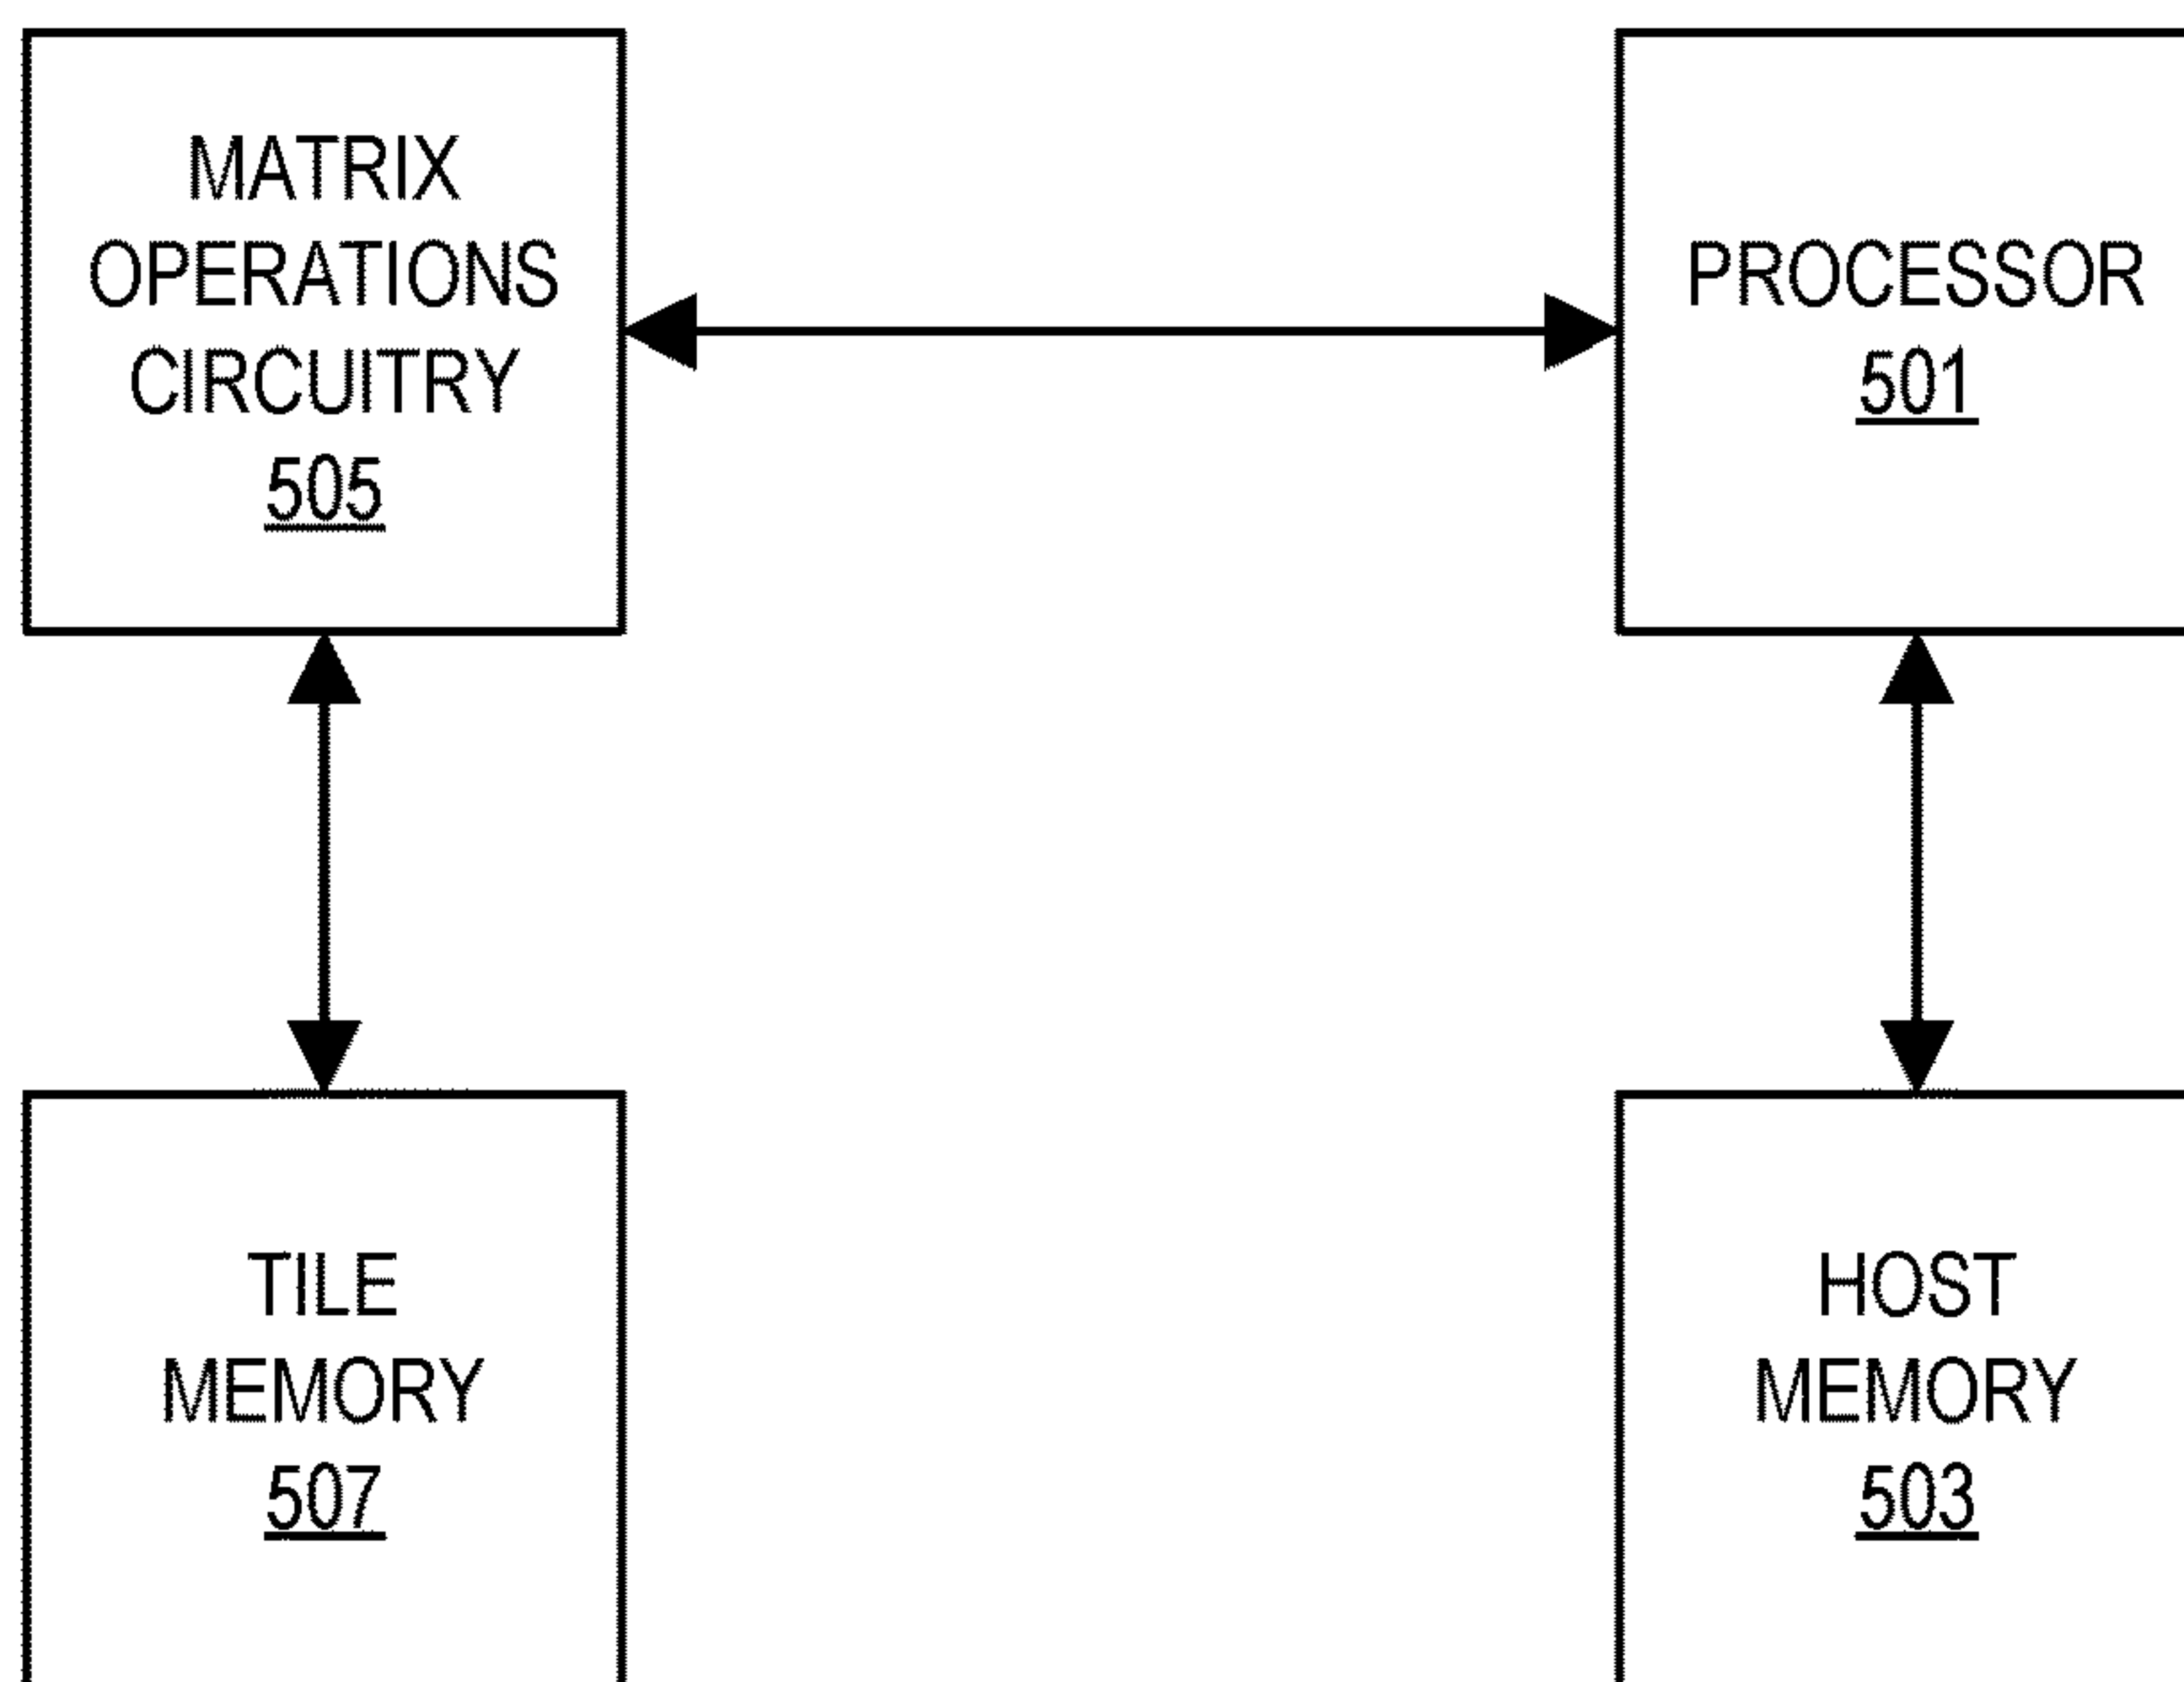 MATRIX
OPERATIONS
CIRCUITRY
505
PROCESSOR
501
TILE
MEMORY
507
HOST
MEMORY
503